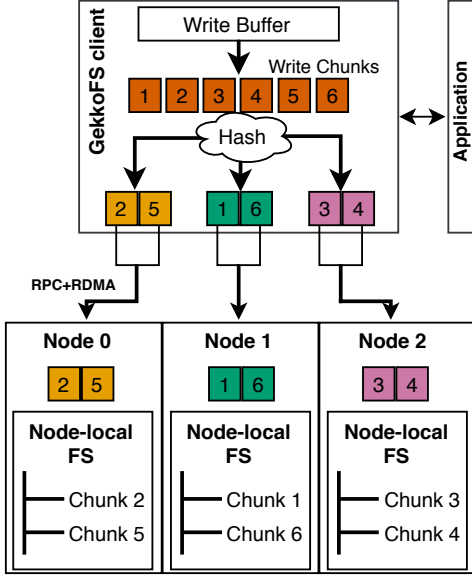 GekkoFS client
Write Buffer
Write Chunks
1 2 3 4 5 6
Hash
2 5 1 6 3 4
Application
RPC+RDMA
Node 0 Node 1 Node 2
2 5 1 6 3 4
Node-local Node-local Node-local
FS FS FS
Chunk 2 Chunk 1 Chunk 3
Chunk 5 Chunk 6 Chunk 4